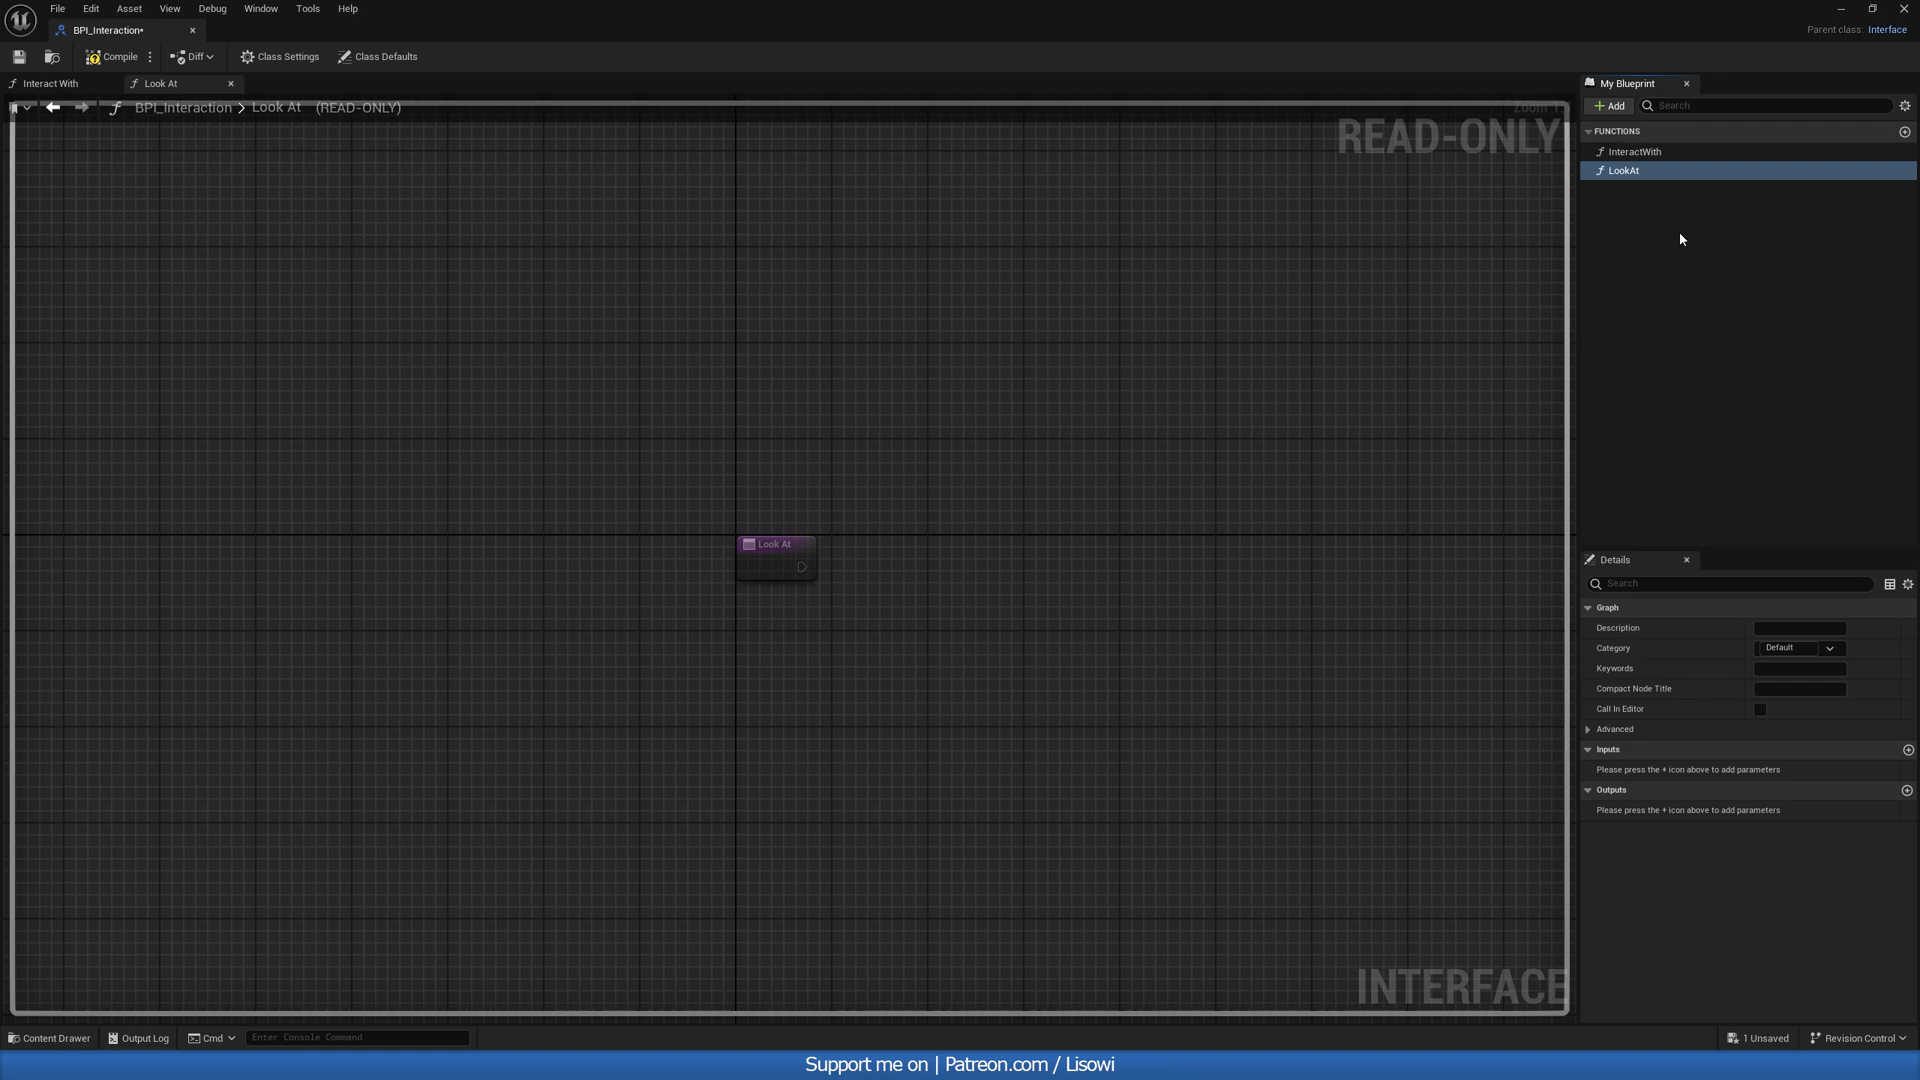 File Edit Asset View Debug Window Tools Help
BPI_Interaction•
Parent class: Interface
Compile Diff Class Settings Class Defaults
Interact With Look At
My Blueprint
BPI_Interaction > Look At (READ-ONLY)
Add Search
READ-ONLY
FUNCTIONS
InteractWith
LookAt
Look At
Details
Search
Graph
Description
Category Default
Keywords
Compact Node Title
Call In Editor
Advanced
Inputs
Please press the + icon above to add parameters
Outputs
Please press the + icon above to add parameters
INTERFACE
Content Drawer Output Log Cmd Enter Console Command
1 Unsaved Revision Control
Support me on | Patreon.com / Lisowi